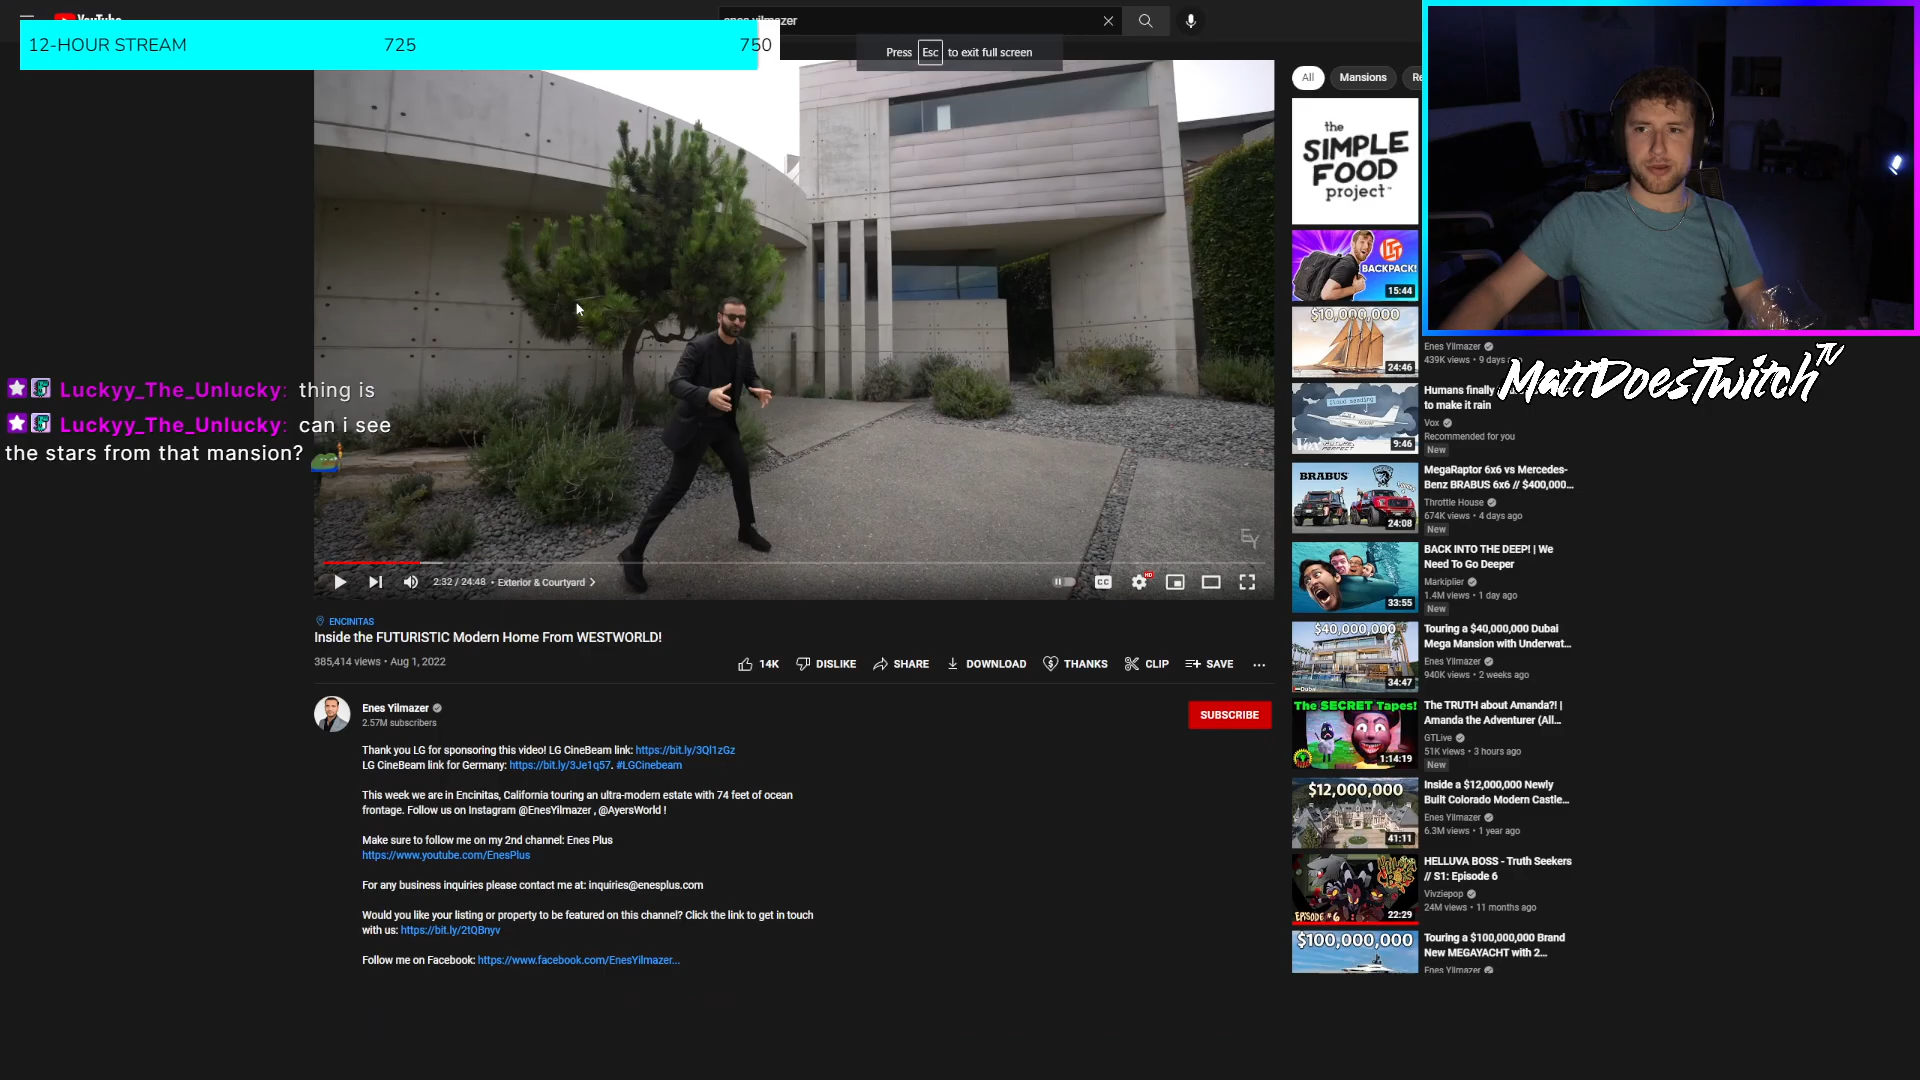 YouTube
enes yilmazer
12-HOUR STREAM 725 750
Press Esc to exit full screen
All Mansions Re
the
SIMPLE
FOOD
project
BACKPACK!
15:44
$10,000,000
24:46
Enes Yilmazer
439K views • 9 days
Luckyy_The_Unlucky: thing is
Luckyy_The_Unlucky: can i see
the stars from that mansion?
MattDoesTwitch TV
Cloud seeding
Vox
9:46
Humans finally
to make it rain
Vox
Recommended for you
New
BRABUS
24:08
MegaRaptor 6x6 vs Mercedes-
Benz BRABUS 6x6 // $400,000...
Throttle House
674K views • 4 days ago
New
EY
2:32 / 24:48 • Exterior & Courtyard
CC
HD
33:55
BACK INTO THE DEEP! | We
Need To Go Deeper
Markiplier
1.4M views • 1 day ago
New
ENCINITAS
Inside the FUTURISTIC Modern Home From WESTWORLD!
385,414 views • Aug 1, 2022
14K DISLIKE SHARE DOWNLOAD THANKS CLIP SAVE ...
$40,000,000
Dubai
34:47
Touring a $40,000,000 Dubai
Mega Mansion with Underwat...
Enes Yilmazer
940K views • 2 weeks ago
Enes Yilmazer
2.57M subscribers
SUBSCRIBE
Thank you LG for sponsoring this video! LG CineBeam link: https://bit.ly/3Ql1zGz
LG CineBeam link for Germany: https://bit.ly/3Je1q57. #LGCinebeam
This week we are in Encinitas, California touring an ultra-modern estate with 74 feet of ocean
frontage. Follow us on Instagram @EnesYilmazer , @AyersWorld !
Make sure to follow me on my 2nd channel: Enes Plus
https://www.youtube.com/EnesPlus
For any business inquiries please contact me at: inquiries@enesplus.com
Would you like your listing or property to be featured on this channel? Click the link to get in touch
with us: https://bit.ly/2tQBnyv
Follow me on Facebook: https://www.facebook.com/EnesYilmazer...
The SECRET Tapes!
1:14:19
The TRUTH about Amanda?! |
Amanda the Adventurer (All...
GTLive
51K views • 3 hours ago
New
$12,000,000
41:11
Inside a $12,000,000 Newly
Built Colorado Modern Castle...
Enes Yilmazer
6.3M views • 1 year ago
EPISODE #6
22:29
HELLUVA BOSS - Truth Seekers
// S1: Episode 6
Vivziepop
24M views • 11 months ago
$100,000,000
Touring a $100,000,000 Brand
New MEGAYACHT with 2...
Enes Yilmazer